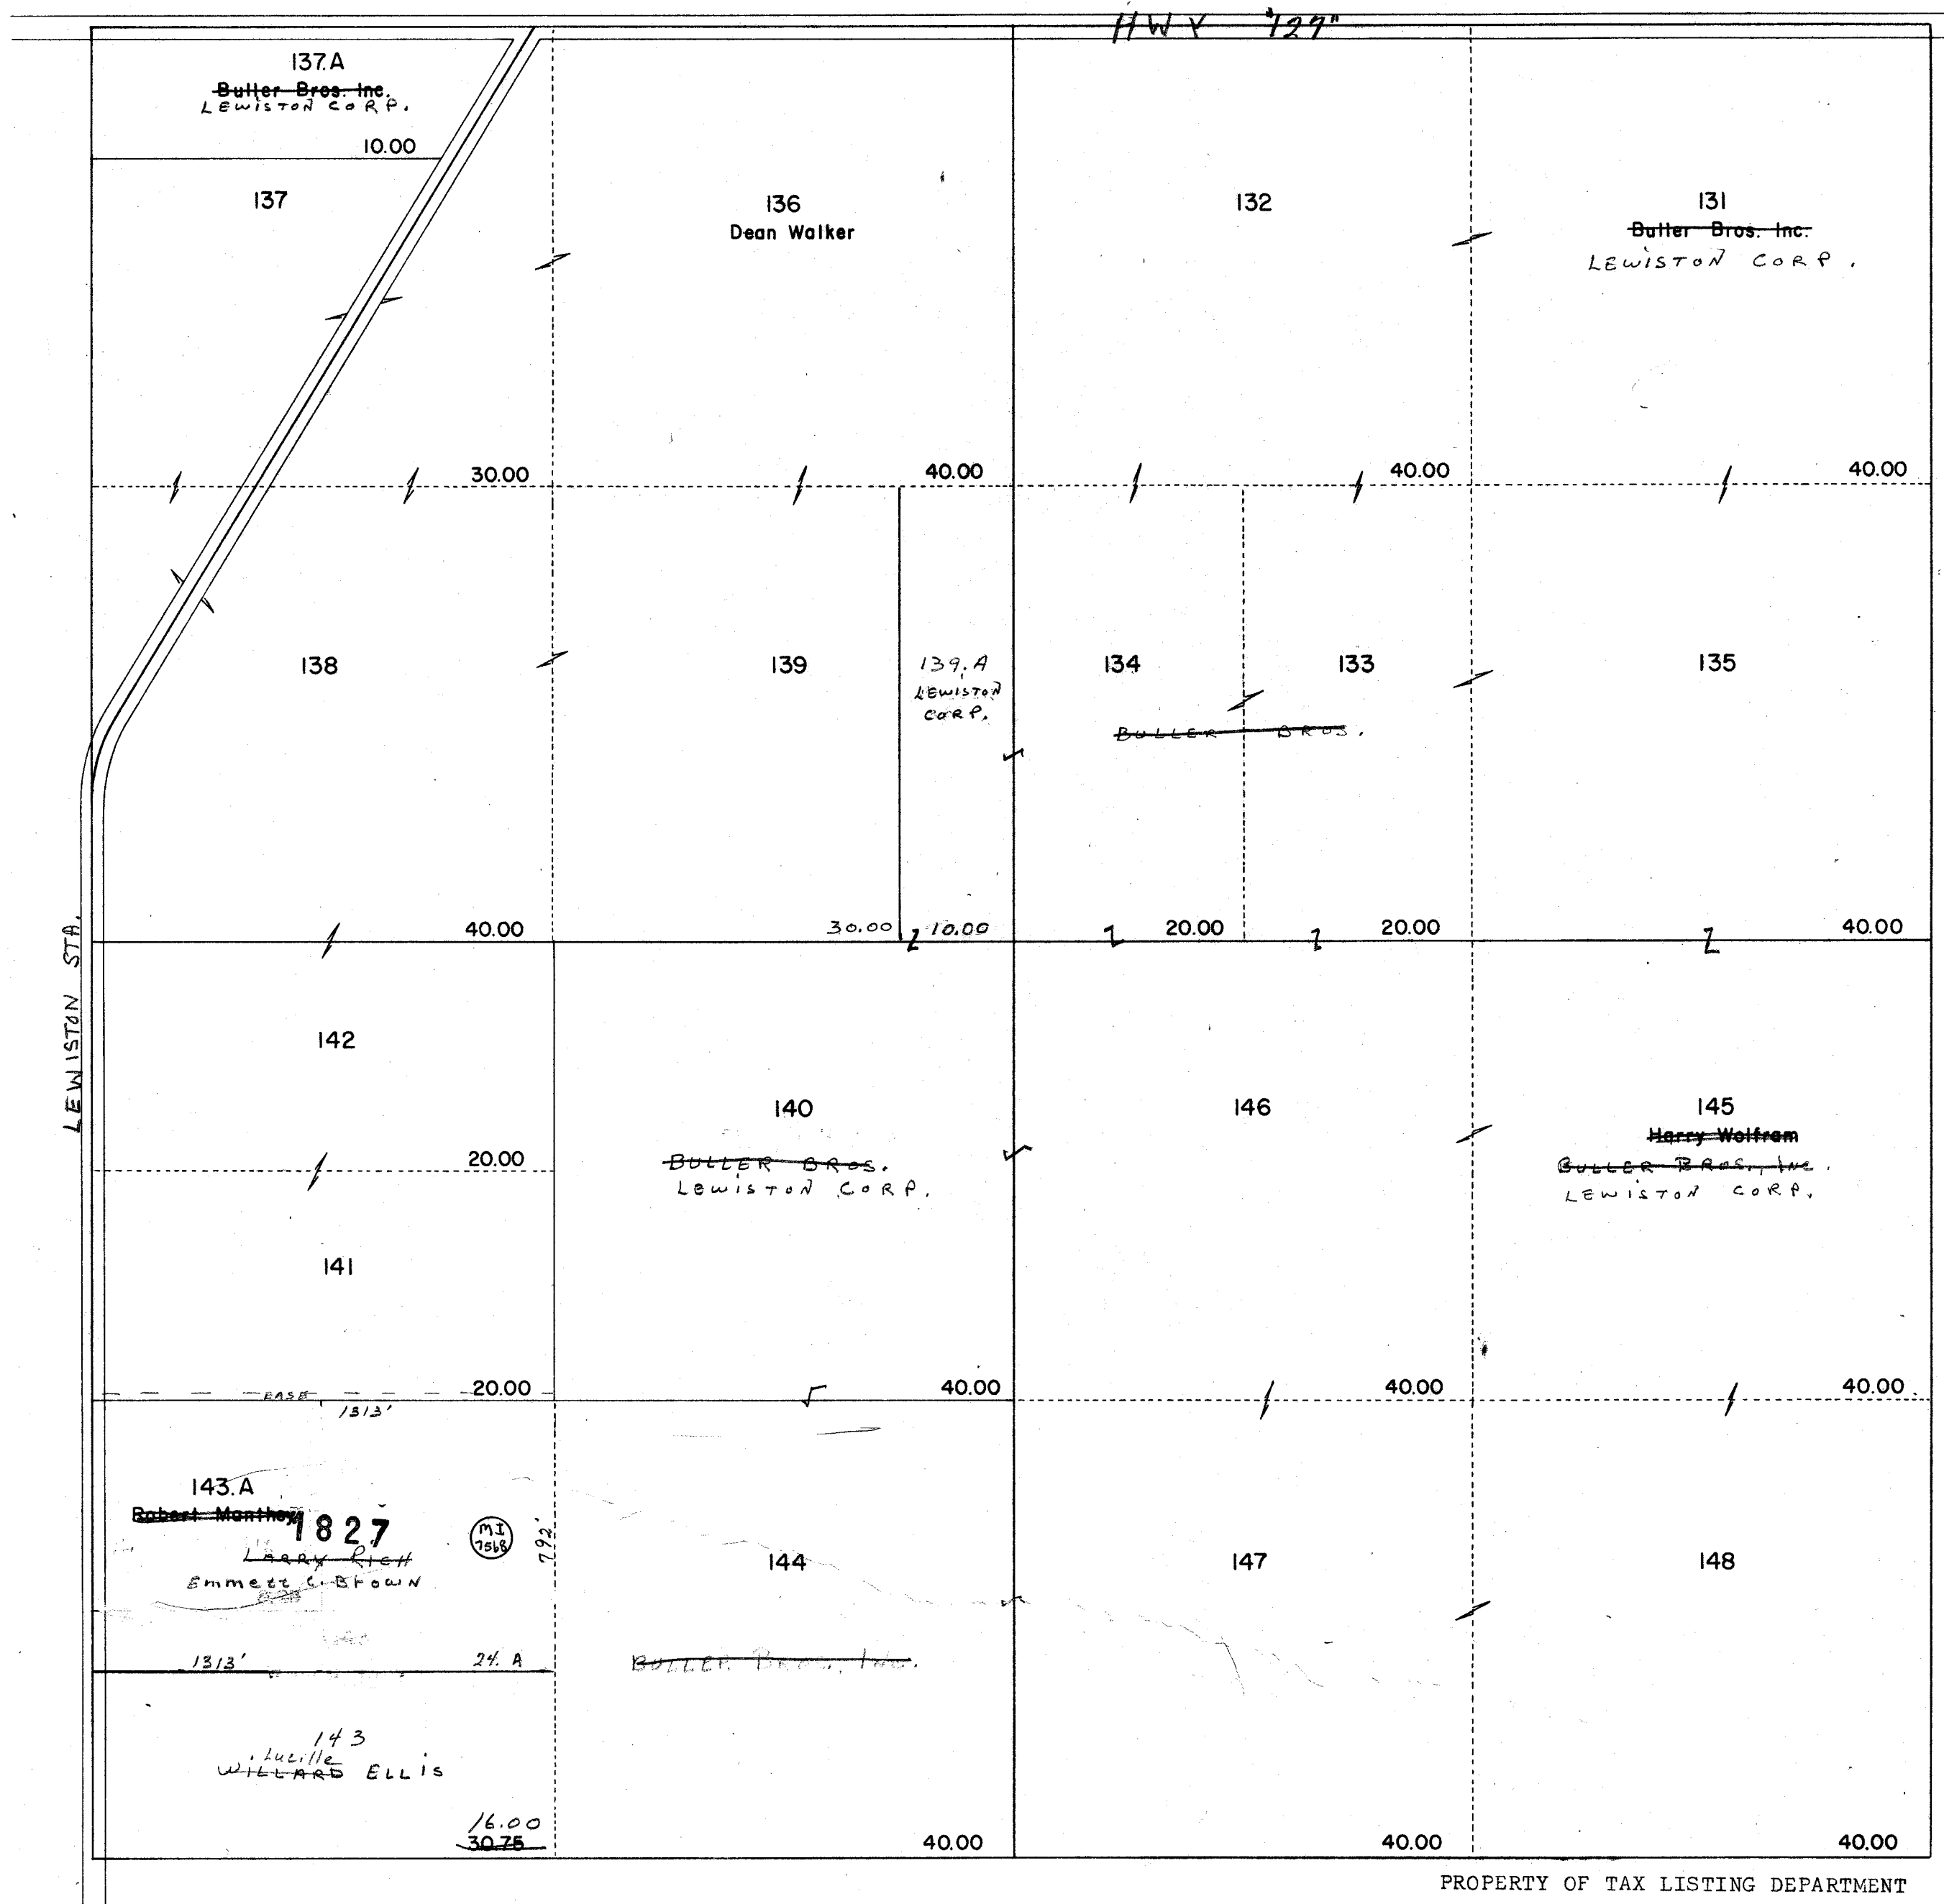 HWY "127"
137.A
Buller Bros. Inc.
LEWISTON CORP.
10.00
137
30.00
136
Dean Walker
40.00
132
40.00
131
Buller Bros. Inc.
LEWISTON CORP.
40.00
138
40.00
139
30.00
139.A
LEWISTON
CORP.
10.00
134
133
BULLER BROS.
20.00
20.00
135
40.00
LEWISTON STA.
142
20.00
141
20.00
EASE
1313'
140
BULLER BROS.
LEWISTON CORP.
40.00
146
40.00
145
Harry Wolfram
BULLER BROS., INC.
LEWISTON CORP.
40.00
143.A
Robert Manthey
1827
LARRY RICH
Emmett C. Brown
MI
7568
792'
1313'
24. A
143
Lucille
WILLARD ELLIS
16.00
30.75
144
BULLER BROS., INC.
40.00
147
40.00
148
40.00
PROPERTY OF TAX LISTING DEPARTMENT